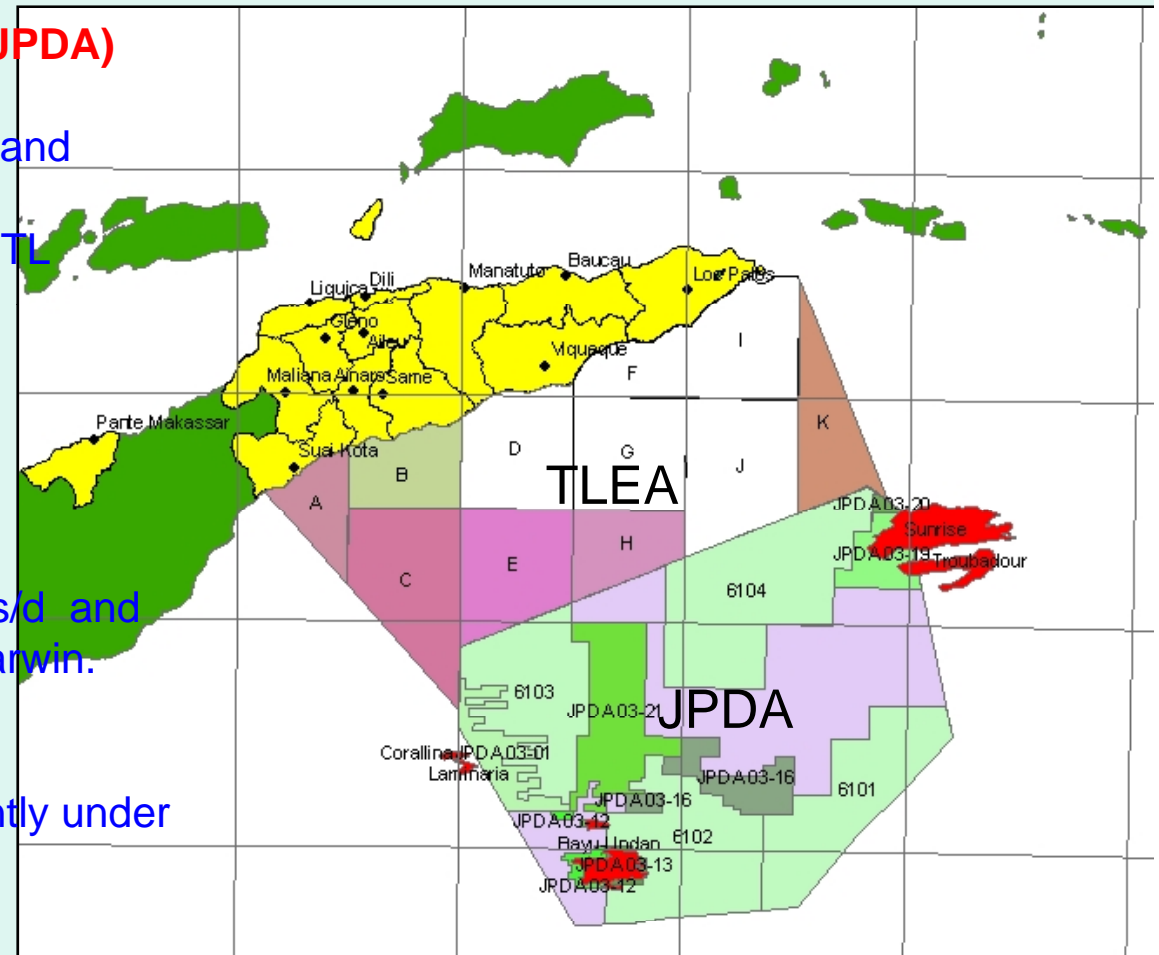 JPDA)
and
TL
s/d and
arwin.
ntly under
Baucau
Manatuto
Los Palos
Dili
Liquica
Gleno
Aileu
Viqueque
Maliana
Ainaro
Same
Pante Makassar
Suai Kota
I
F
K
D
G
J
B
A
TLEA
JPDA03-20
Sunrise
JPDA03-19
Troubadour
H
E
C
6104
6103
JPDA03-21
JPDA
Corallina
JPDA03-01
Laminaria
JPDA03-16
6101
JPDA03-16
JPDA03-12
6102
Bayu-Undan
JPDA03-13
JPDA03-12